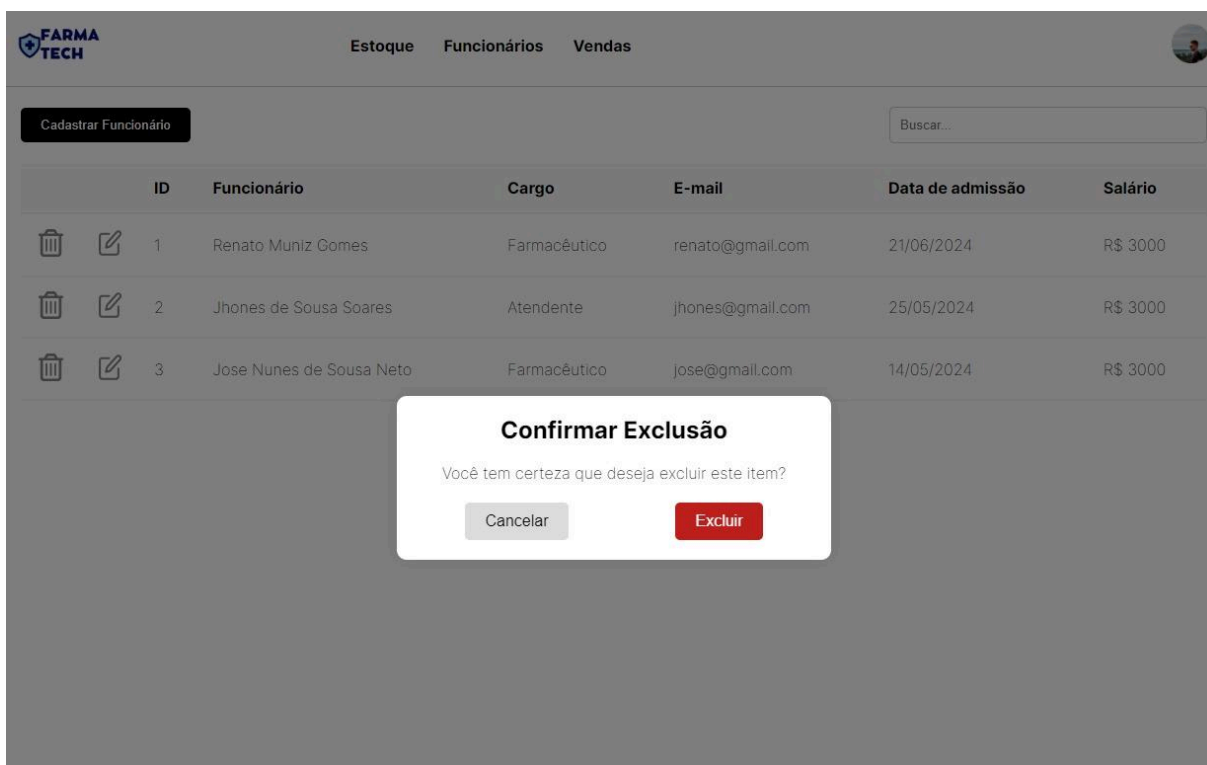 FARMA
TECH
Estoque Funcionários Vendas
Cadastrar Funcionário
Buscar...
ID Funcionário Cargo E-mail Data de admissão Salário
1 Renato Muniz Gomes Farmacêutico renato@gmail.com 21/06/2024 R$ 3000
2 Jhones de Sousa Soares Atendente jhones@gmail.com 25/05/2024 R$ 3000
3 Jose Nunes de Sousa Neto Farmacêutico jose@gmail.com 14/05/2024 R$ 3000
Confirmar Exclusão
Você tem certeza que deseja excluir este item?
Cancelar Excluir